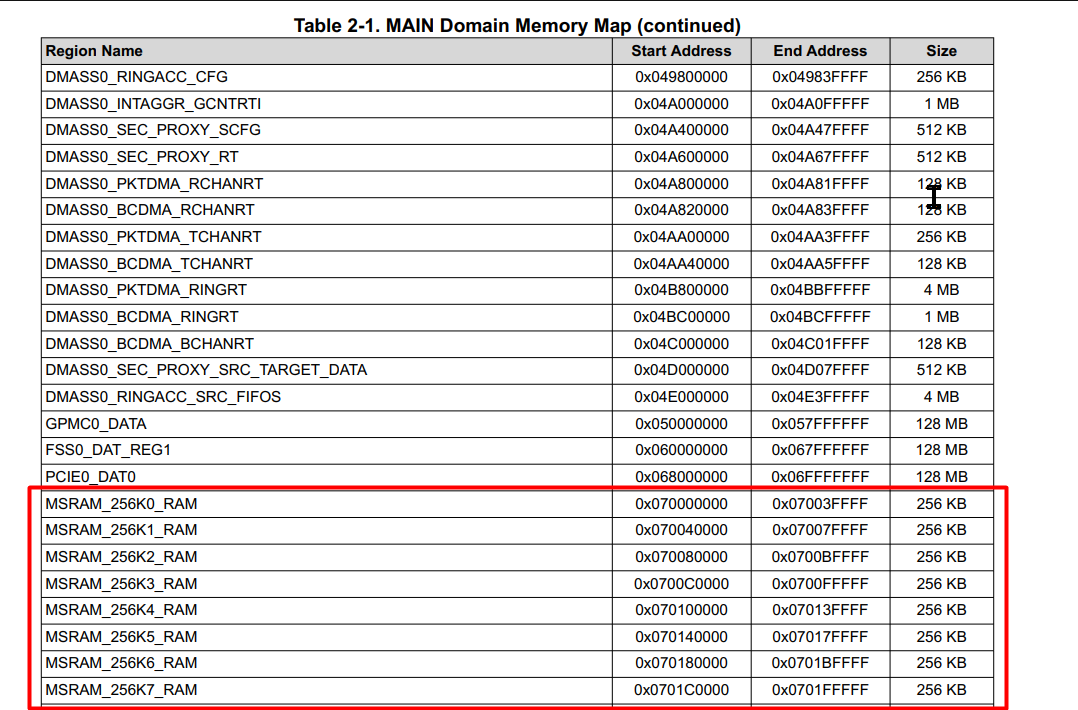 Table 2-1. MAIN Domain Memory Map (continued)
Region Name Start Address End Address Size
DMASS0_RINGACC_CFG 0x049800000 0x04983FFFF 256 KB
DMASS0_INTAGGR_GCNTRTI 0x04A000000 0x04A0FFFFF 1 MB
DMASS0_SEC_PROXY_SCFG 0x04A400000 0x04A47FFFF 512 KB
DMASS0_SEC_PROXY_RT 0x04A600000 0x04A67FFFF 512 KB
DMASS0_PKTDMA_RCHANRT 0x04A800000 0x04A81FFFF 128 KB
DMASS0_BCDMA_RCHANRT 0x04A820000 0x04A83FFFF 128 KB
DMASS0_PKTDMA_TCHANRT 0x04AA00000 0x04AA3FFFF 256 KB
DMASS0_BCDMA_TCHANRT 0x04AA40000 0x04AA5FFFF 128 KB
DMASS0_PKTDMA_RINGRT 0x04B800000 0x04BBFFFFF 4 MB
DMASS0_BCDMA_RINGRT 0x04BC00000 0x04BCFFFFF 1 MB
DMASS0_BCDMA_BCHANRT 0x04C000000 0x04C01FFFF 128 KB
DMASS0_SEC_PROXY_SRC_TARGET_DATA 0x04D000000 0x04D07FFFF 512 KB
DMASS0_RINGACC_SRC_FIFOS 0x04E000000 0x04E3FFFFF 4 MB
GPMC0_DATA 0x050000000 0x057FFFFFF 128 MB
FSS0_DAT_REG1 0x060000000 0x067FFFFFF 128 MB
PCIE0_DAT0 0x068000000 0x06FFFFFFF 128 MB
MSRAM_256K0_RAM 0x070000000 0x07003FFFF 256 KB
MSRAM_256K1_RAM 0x070040000 0x07007FFFF 256 KB
MSRAM_256K2_RAM 0x070080000 0x0700BFFFF 256 KB
MSRAM_256K3_RAM 0x0700C0000 0x0700FFFFF 256 KB
MSRAM_256K4_RAM 0x070100000 0x07013FFFF 256 KB
MSRAM_256K5_RAM 0x070140000 0x07017FFFF 256 KB
MSRAM_256K6_RAM 0x070180000 0x0701BFFFF 256 KB
MSRAM_256K7_RAM 0x0701C0000 0x0701FFFFF 256 KB